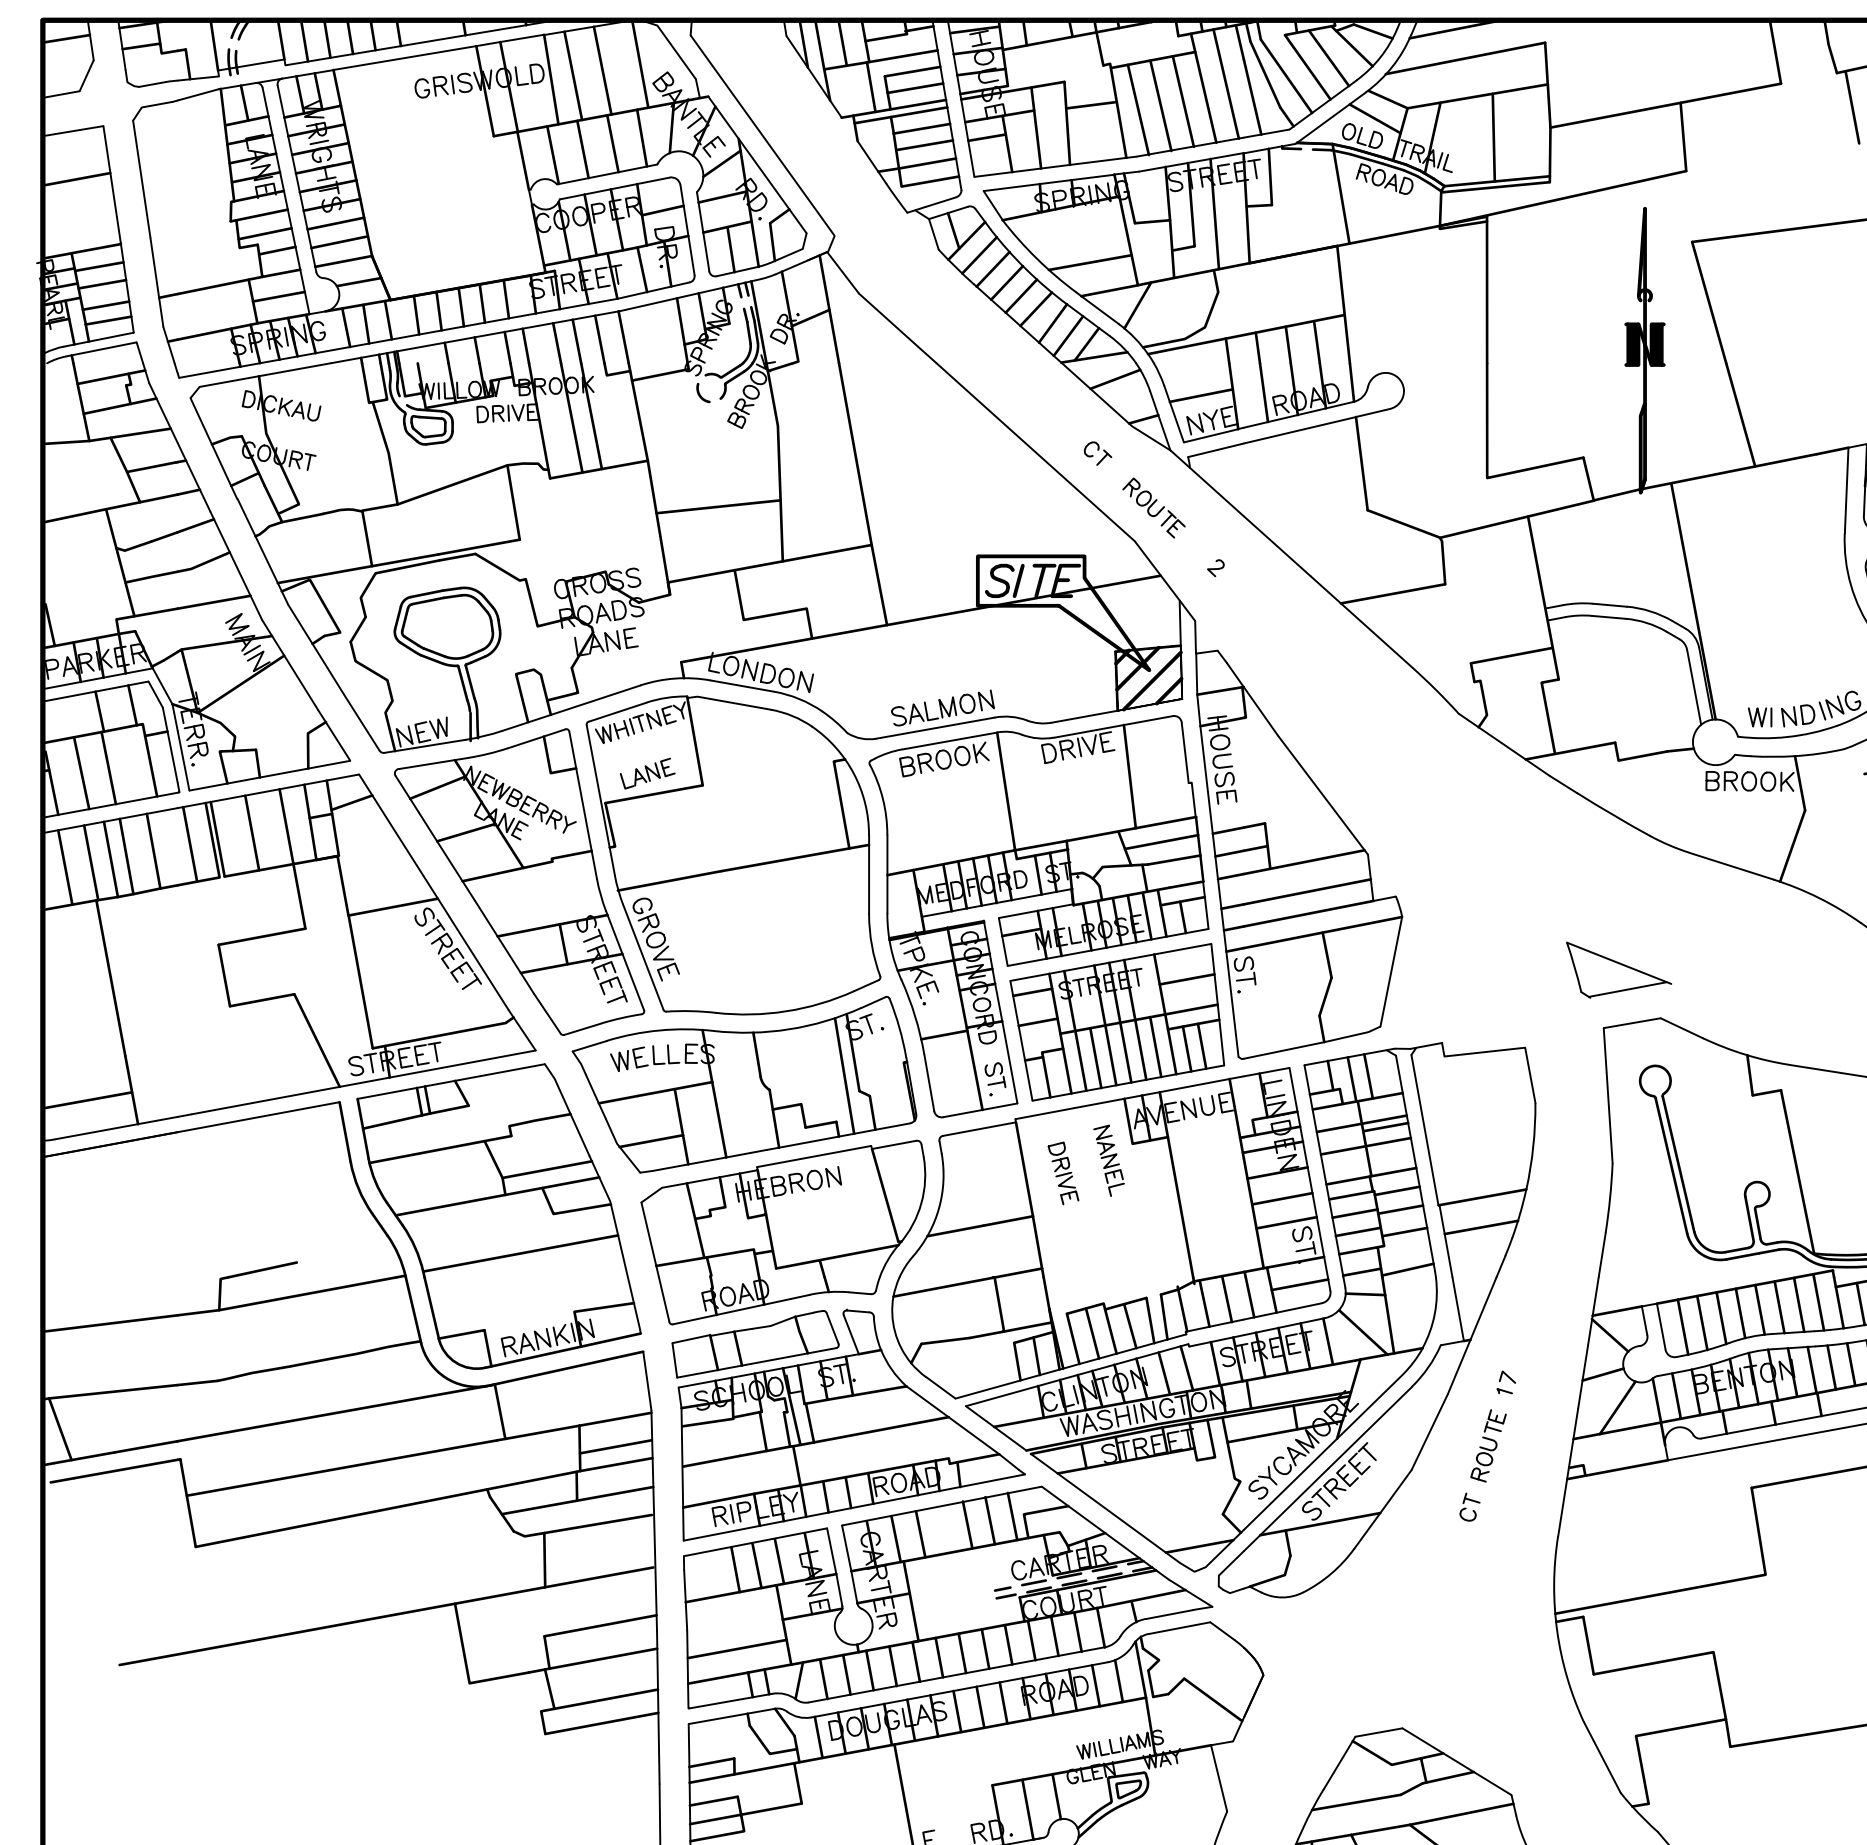 GRISWOLD
BANTLE
RD.
HOUSE
WRIGHTS
LANE
OLD TRAIL
ROAD
SPRING STREET
COOPER
DR.
STREET
SPRING
PEARL
SPRING
BROOK DR.
N
WILLOW BROOK
DRIVE
DICKAU
COURT
NYE ROAD
CT ROUTE 2
SITE
CROSS
ROADS
LANE
MAIN
PARKER
TERR.
LONDON
SALMON
BROOK DRIVE
NEW
WHITNEY
LANE
NEWBERRY
LANE
HOUSE
WINDING
BROOK
MEDFORD ST.
GROVE
STREET
STREET
TPKE.
CONCORD ST.
MELROSE
STREET
ST.
WELLES
ST.
STREET
AVENUE
LINDEN
ST.
NANEL
DRIVE
HEBRON
ROAD
RANKIN
SCHOOL ST.
CLINTON
STREET
WASHINGTON
STREET
SYCAMORE
STREET
BENTON
CT ROUTE 17
RIPLEY ROAD
CARTER
LANE
CARTER
COURT
DOUGLAS ROAD
WILLIAMS
GLEN WAY
E RD.